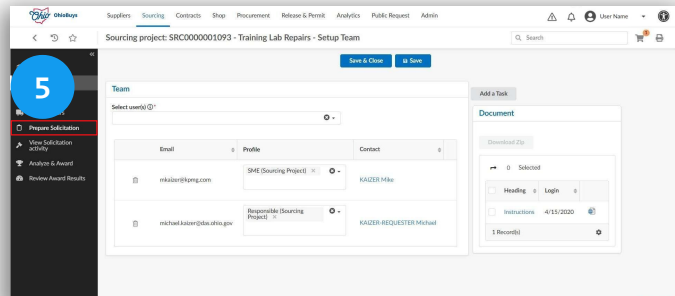 Ohio OhioBuys
Suppliers Sourcing Contracts Shop Procurement Release & Permit Analytics Public Request Admin
User Name
Sourcing project: SRC0000001093 - Training Lab Repairs - Setup Team
Search
1
Save & Close Save
5
Prepare Solicitation
View Solicitation
activity
Analyze & Award
Review Award Results
Team
Select user(s) *
Email Profile Contact
mkaizer@kpmg.com SME (Sourcing Project) × KAIZER Mike
michael.kaizer@das.ohio.gov Responsible (Sourcing
Project) × KAIZER-REQUESTER Michael
Add a Task
Document
Download Zip
0 Selected
Heading Login
Instructions 4/15/2020
1 Record(s)